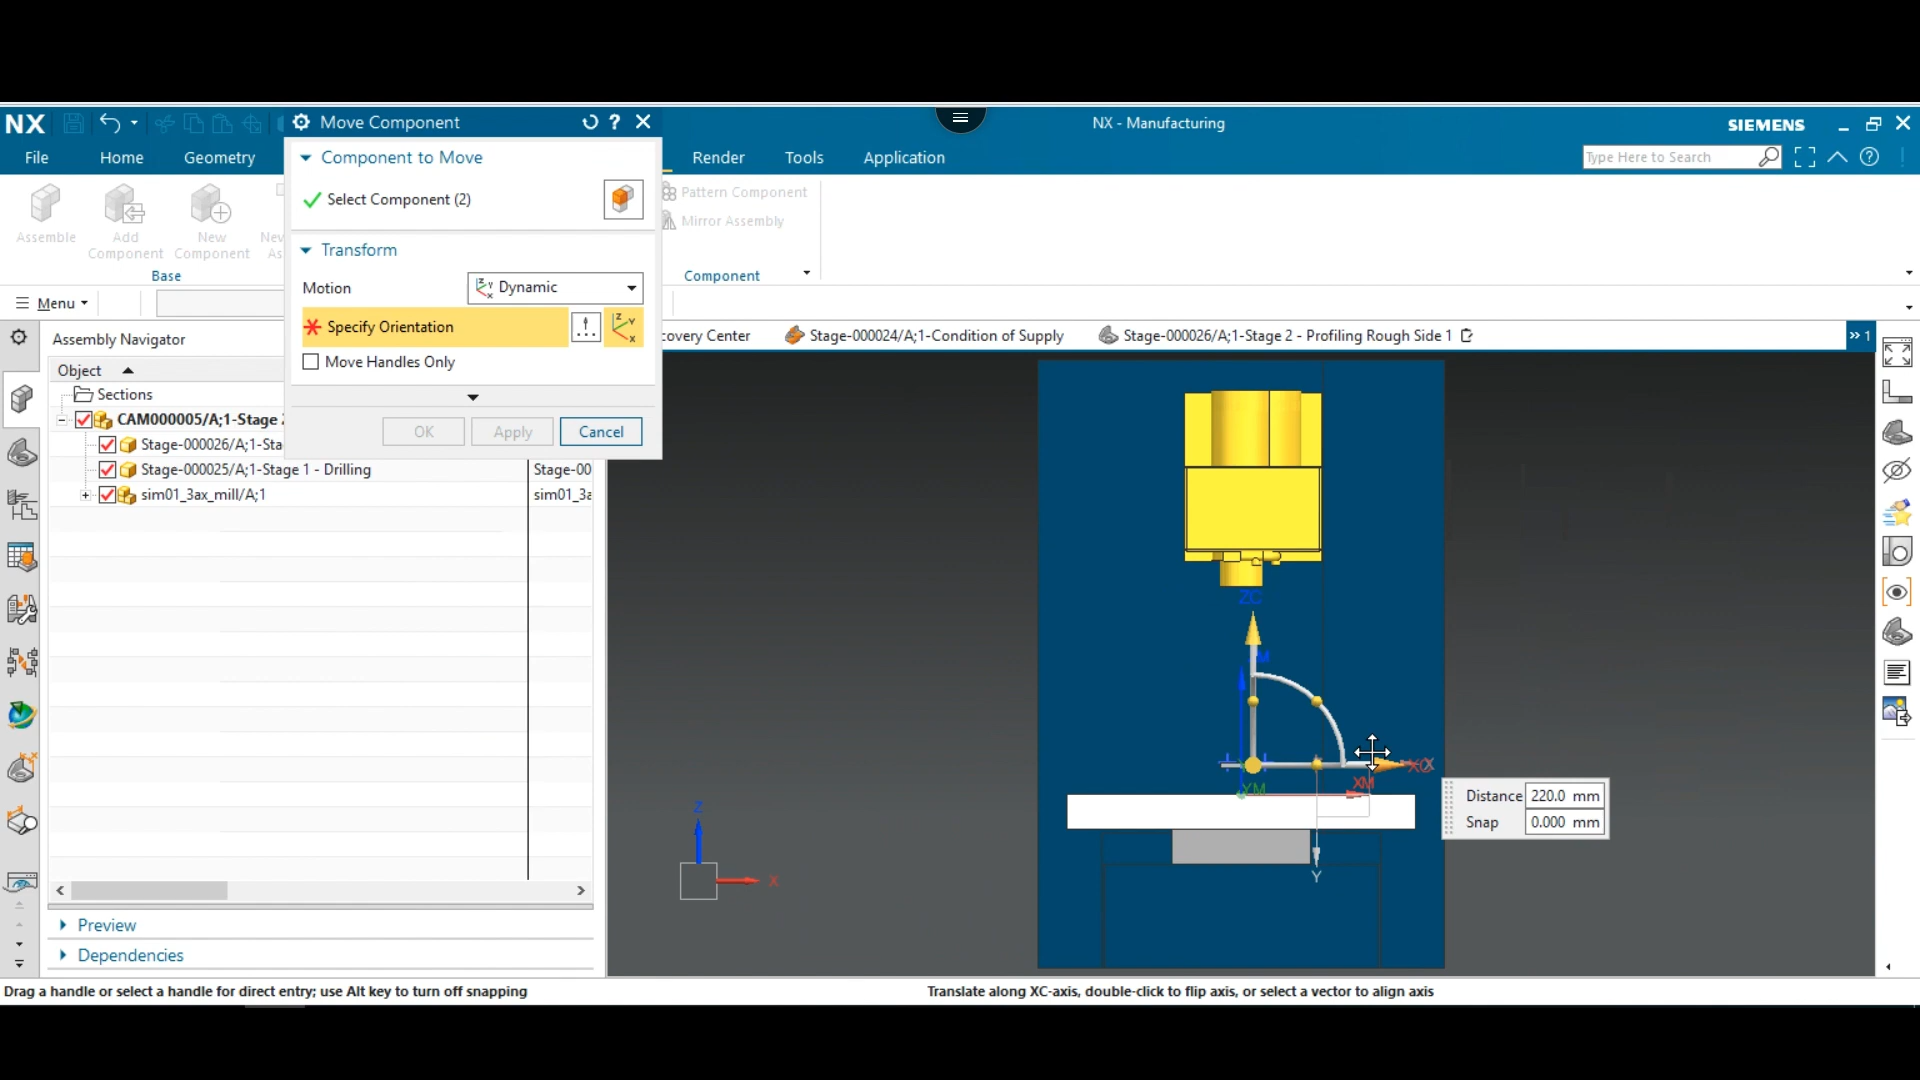 NX
Move Component
NX - Manufacturing
SIEMENS
File
Home
Geometry
Render
Tools
Application
Type Here to Search
Component to Move
Select Component (2)
Pattern Component
Mirror Assembly
Assemble
Add Component
New Component
Base
Component
Transform
Motion
Dynamic
Menu
Specify Orientation
Move Handles Only
OK
Apply
Cancel
covery Center
Stage-000024/A;1-Condition of Supply
Stage-000026/A;1-Stage 2 - Profiling Rough Side 1
1
Assembly Navigator
Object
Sections
CAM000005/A;1-Stage
Stage-000026/A;1-Sta
Stage-000025/A;1-Stage 1 - Drilling
Stage-00
sim01_3ax_mill/A;1
sim01_3a
Preview
Dependencies
ZC
XM
YM
Y
Z
X
Distance 220.0 mm
Snap 0.000 mm
Drag a handle or select a handle for direct entry; use Alt key to turn off snapping
Translate along XC-axis, double-click to flip axis, or select a vector to align axis